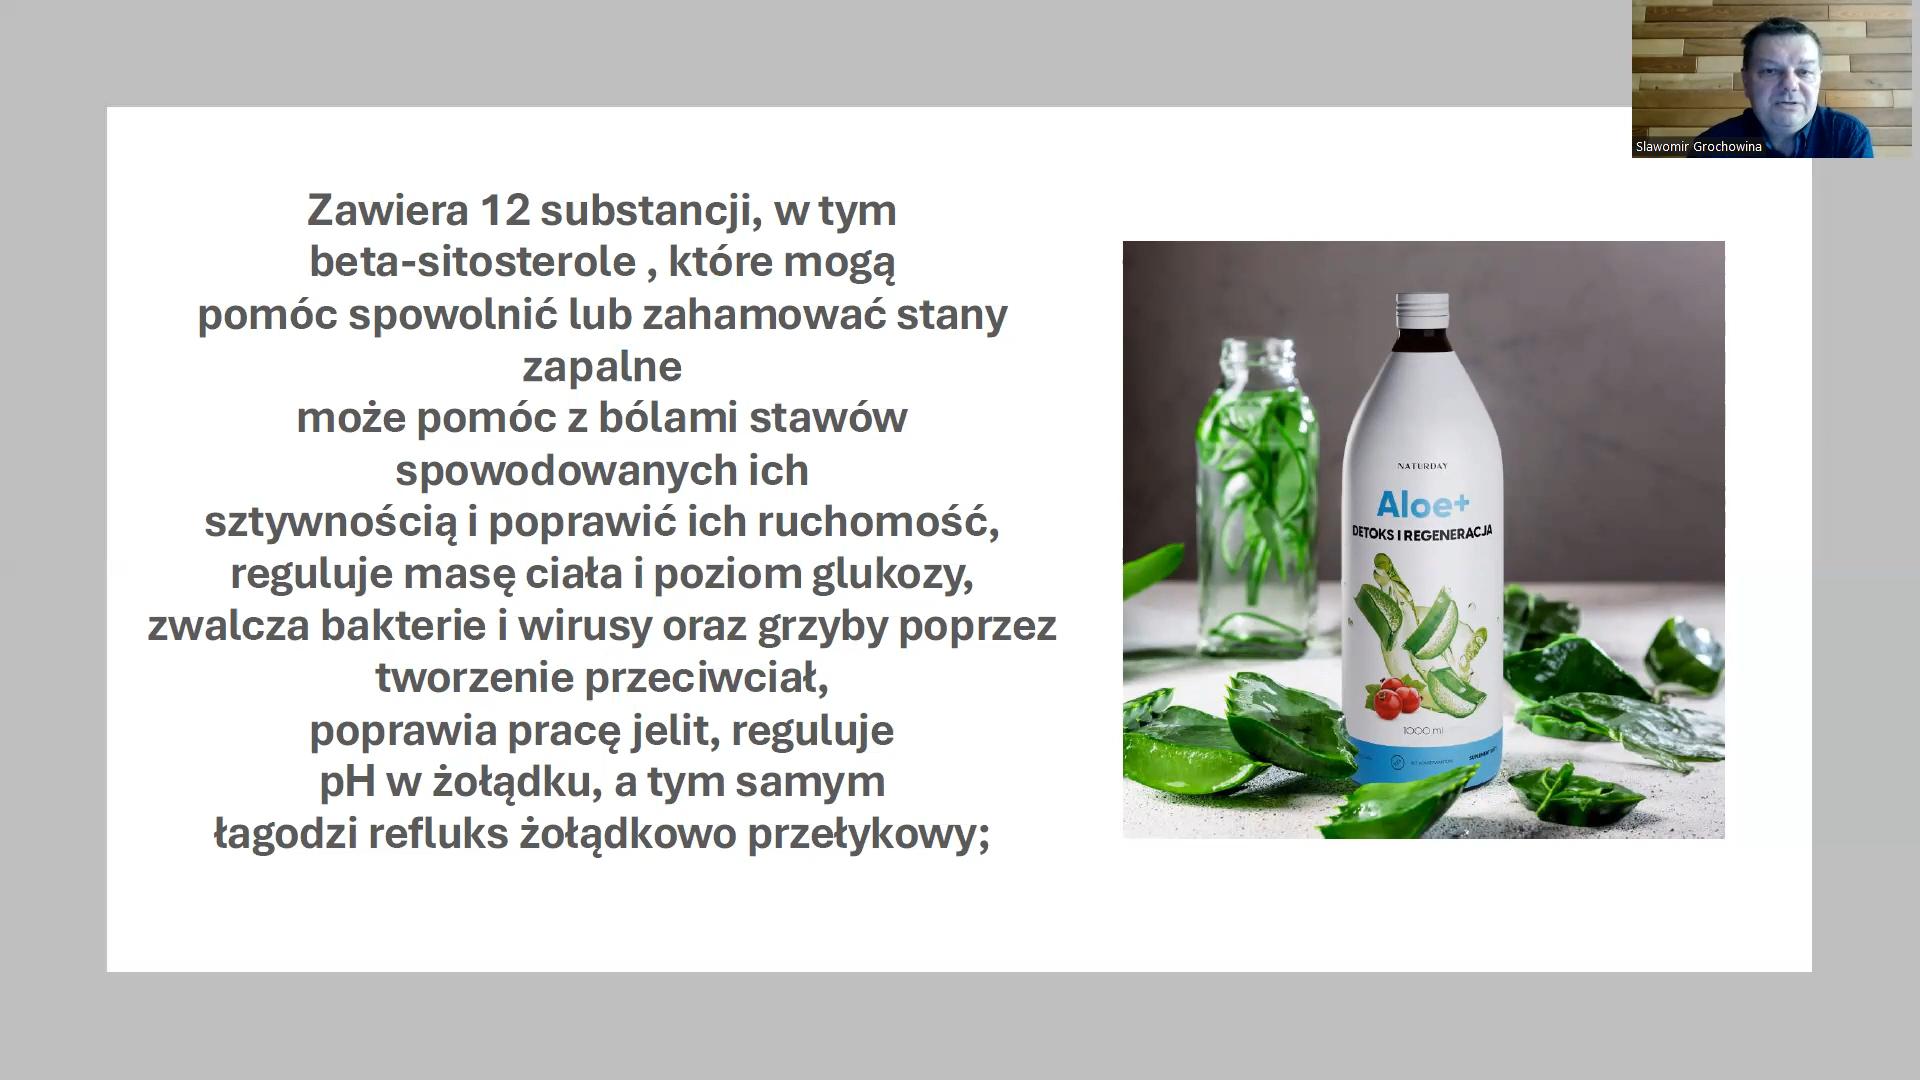 Slawomir Grochowina
Zawiera 12 substancji, w tym
beta-sitosterole , które mogą
pomóc spowolnić lub zahamować stany
zapalne
może pomóc z bólami stawów
spowodowanych ich
sztywnością i poprawić ich ruchomość,
reguluje masę ciała i poziom glukozy,
zwalcza bakterie i wirusy oraz grzyby poprzez
tworzenie przeciwciał,
poprawia pracę jelit, reguluje
pH w żołądku, a tym samym
łagodzi refluks żołądkowo przełykowy;
NATURDAY
Aloe+
DETOKS I REGENERACJA
1000 ml
SUPLEMENT